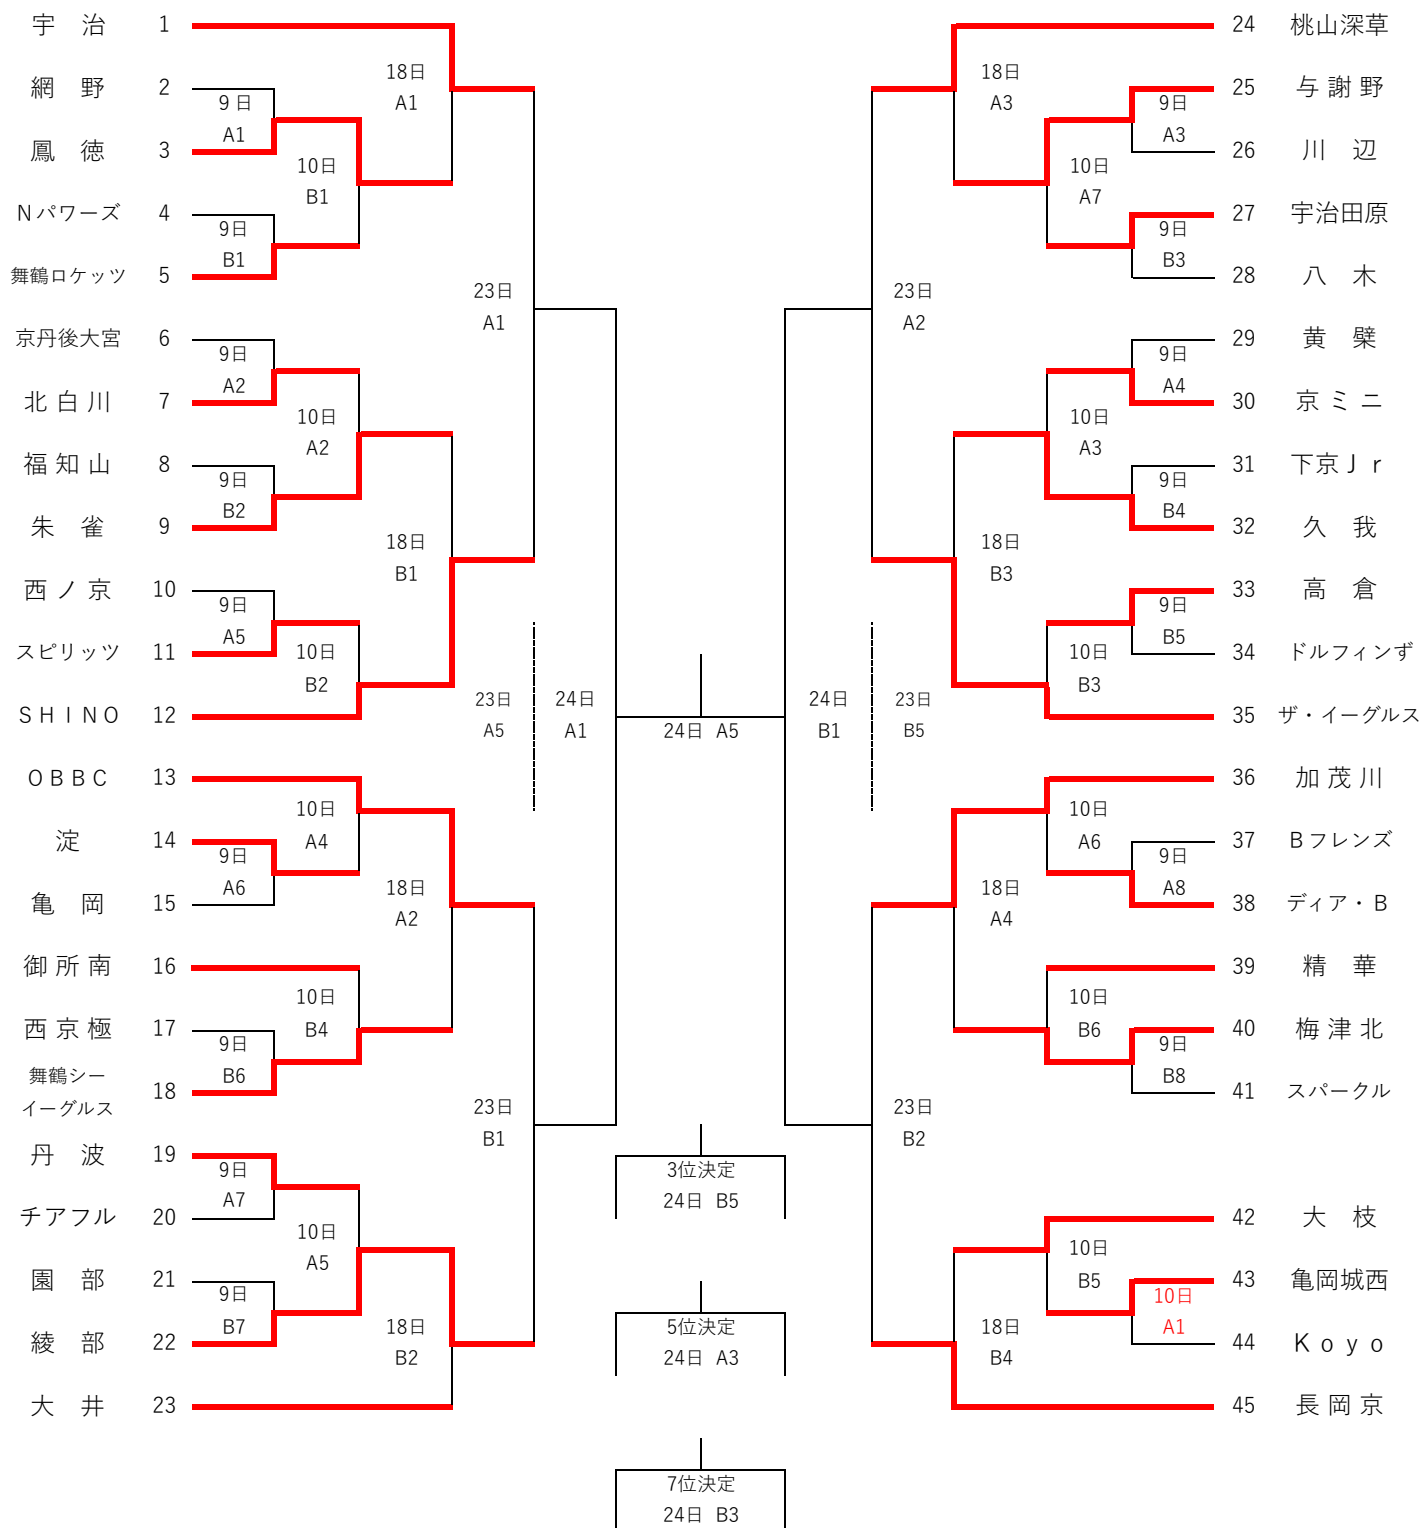 宇　治 1
網　野 2
鳳　徳 3
Ｎパワーズ 4
舞鶴ロケッツ 5
京丹後大宮 6
北 白 川 7
福 知 山 8
朱　雀 9
西 ノ 京 10
スピリッツ 11
ＳＨＩＮＯ 12
ＯＢＢＣ 13
淀 14
亀　岡 15
御 所 南 16
西 京 極 17
舞鶴シー
イーグルス 18
丹　波 19
チアフル 20
園　部 21
綾　部 22
大　井 23
9日
A1
9日
B1
9日
A2
9日
B2
9日
A5
9日
A6
9日
B6
9日
A7
9日
B7
10日
B1
10日
A2
10日
B2
10日
A4
10日
B4
10日
A5
18日
A1
18日
B1
18日
A2
18日
B2
23日
A1
23日
A5
23日
B1
24日
A1
24日 A5
3位決定
24日 B5
5位決定
24日 A3
7位決定
24日 B3
24日
B1
23日
A2
23日
B5
23日
B2
18日
A3
18日
B3
18日
A4
18日
B4
10日
A7
10日
A3
10日
B3
10日
A6
10日
B6
10日
B5
9日
A3
9日
B3
9日
A4
9日
B4
9日
B5
9日
A8
9日
B8
10日
A1
24 桃山深草
25 与 謝 野
26 川　辺
27 宇治田原
28 八　木
29 黄　檗
30 京 ミ ニ
31 下京Ｊｒ
32 久　我
33 高　倉
34 ドルフィンず
35 ザ・イーグルス
36 加 茂 川
37 Ｂフレンズ
38 ディア・Ｂ
39 精　華
40 梅 津 北
41 スパークル
42 大　枝
43 亀岡城西
44 Ｋｏｙｏ
45 長 岡 京